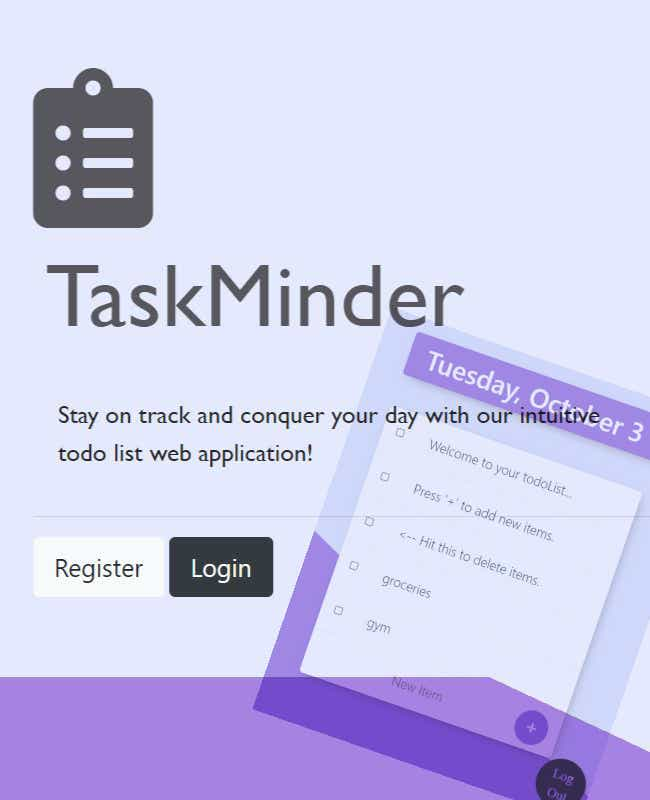 TaskMinder
Stay on track and conquer your day with our intuitive
todo list web application!
Register
Login
Tuesday, October 3
Welcome to your todoList...
Press '+' to add new items.
<-- Hit this to delete items.
groceries
gym
New Item
+
Log
Out